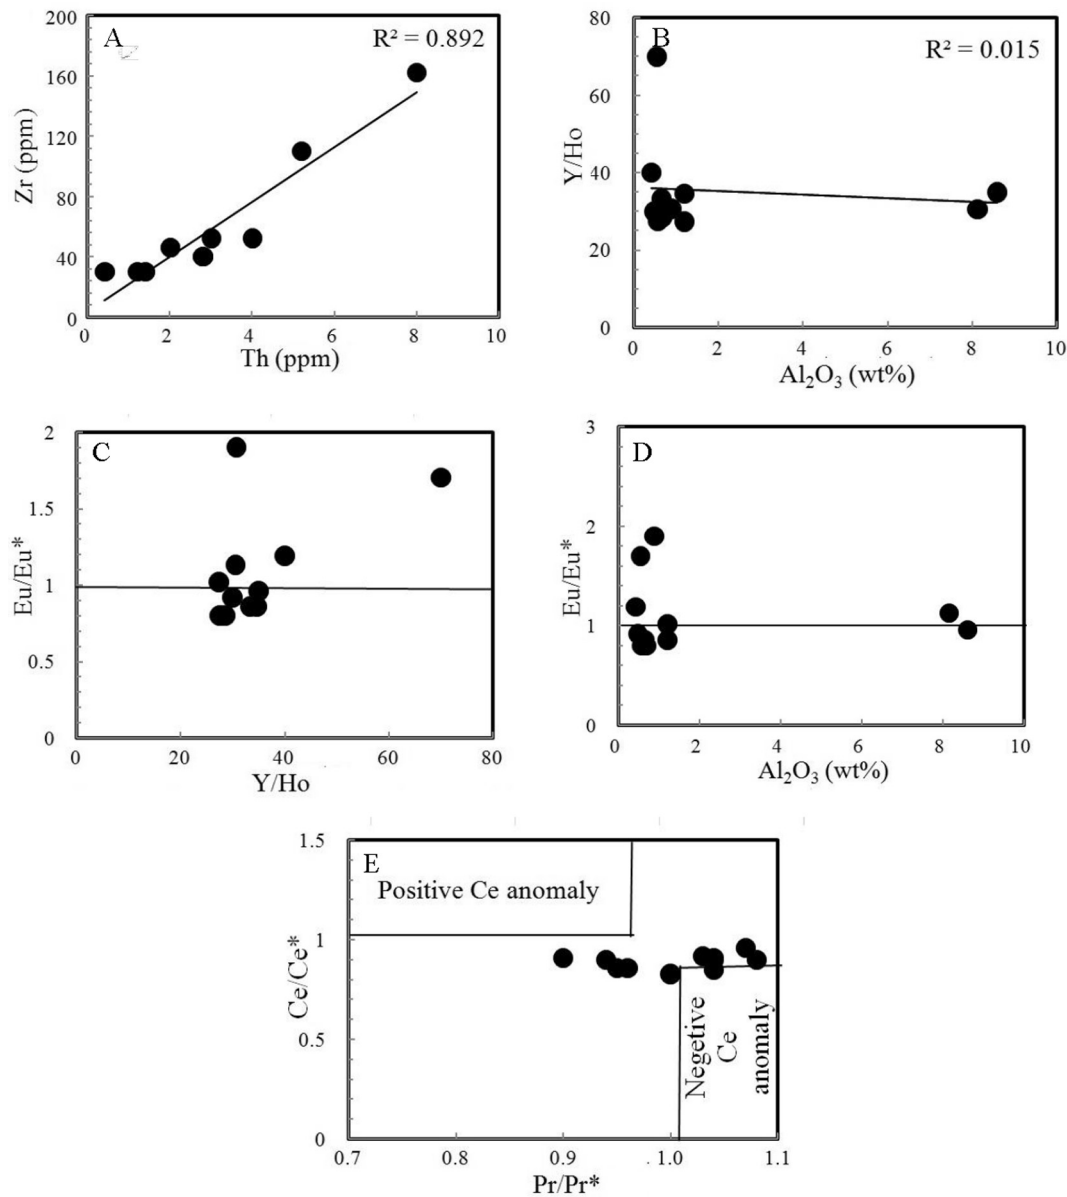 A
R² = 0.892
200
160
120
80
40
0
Zr (ppm)
0 2 4 6 8 10
Th (ppm)
B
R² = 0.015
80
60
40
20
0
Y/Ho
0 2 4 6 8 10
Al₂O₃ (wt%)
C
2
1.5
1
0.5
0
Eu/Eu*
0 20 40 60 80
Y/Ho
D
3
2
1
0
Eu/Eu*
0 2 4 6 8 10
Al₂O₃ (wt%)
E
Positive Ce anomaly
1.5
1
0.5
0
Ce/Ce*
Negetive
Ce
anomaly
0.7 0.8 0.9 1.0 1.1
Pr/Pr*